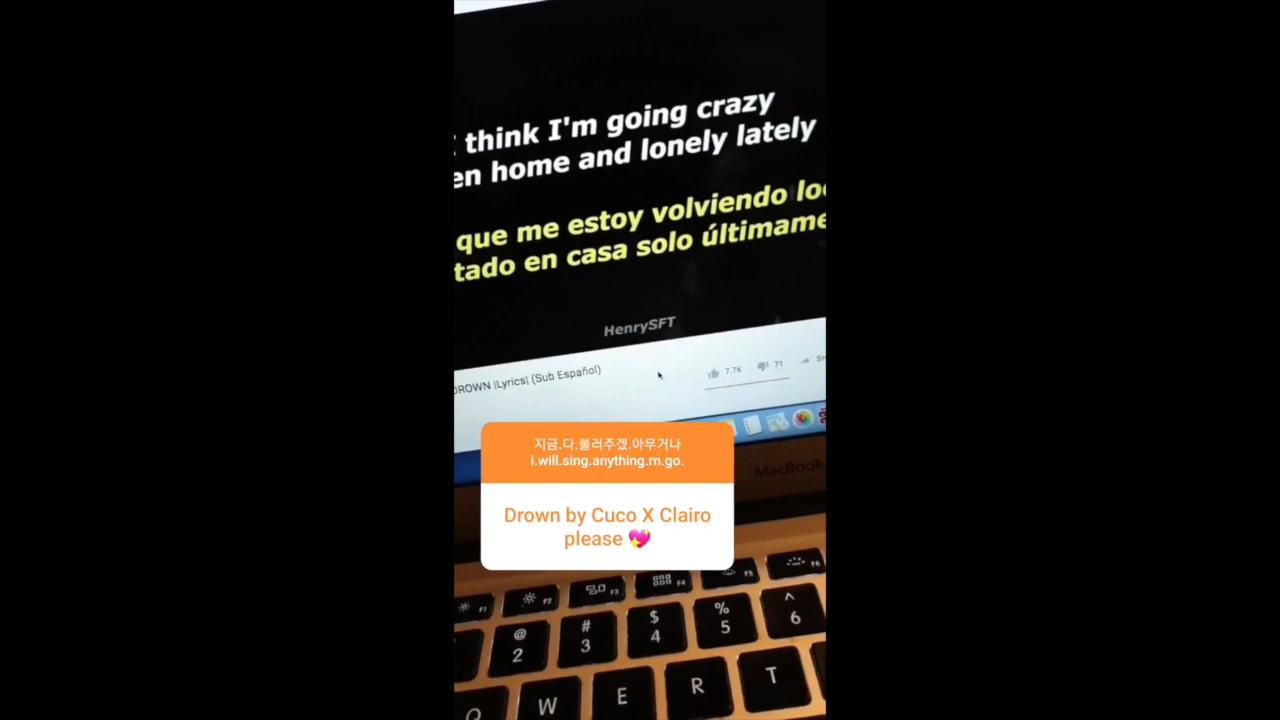 think I'm going crazy
en home and lonely lately
que me estoy volviendo loc
tado en casa solo últimame
HenrySFT
DROWN |Lyrics| (Sub Español)
7.7K 71 SH
지금.다.불러주겠.아무거나
i.will.sing.anything.rn.go.
Drown by Cuco X Clairo
please 💖
MacBook
F1 F2 F3 F4 F5 F6
@ # $ % ^
2 3 4 5 6
Q W E R T